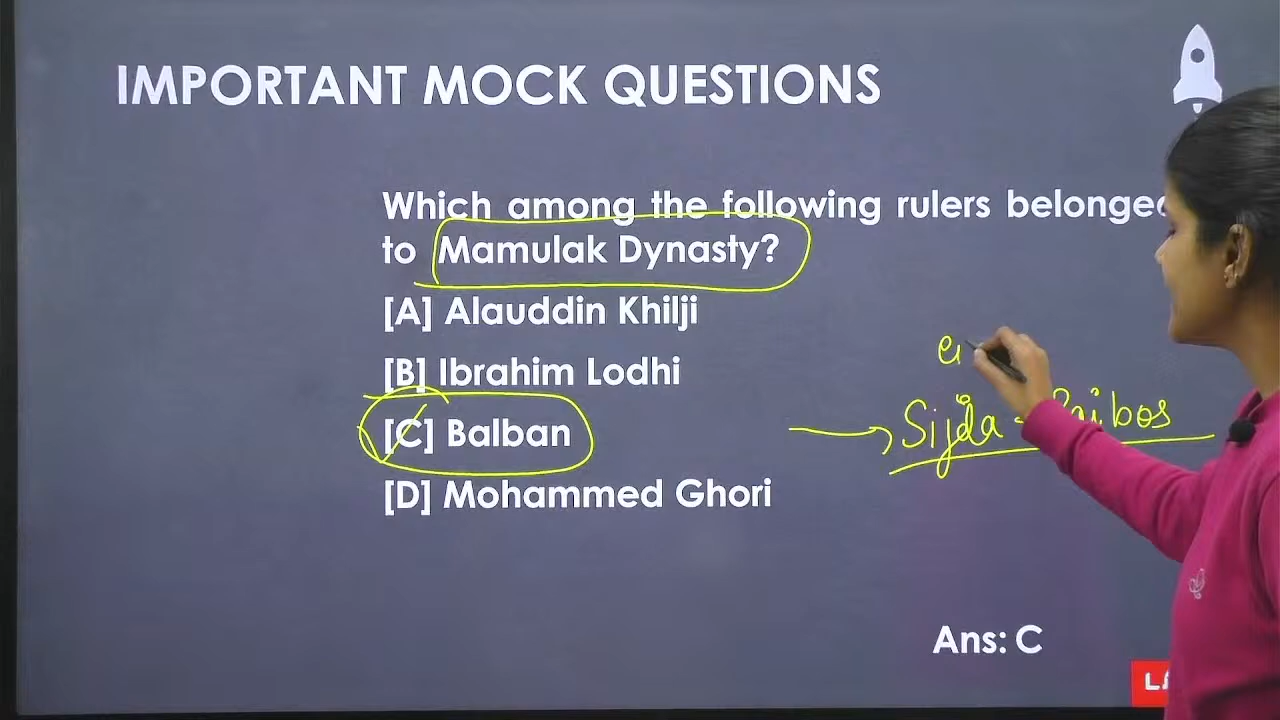 IMPORTANT MOCK QUESTIONS
Which among the following rulers belonged
to Mamulak Dynasty?
[A] Alauddin Khilji
[B] Ibrahim Lodhi
[C] Balban
→ Sijda
[D] Mohammed Ghori
Ans: C